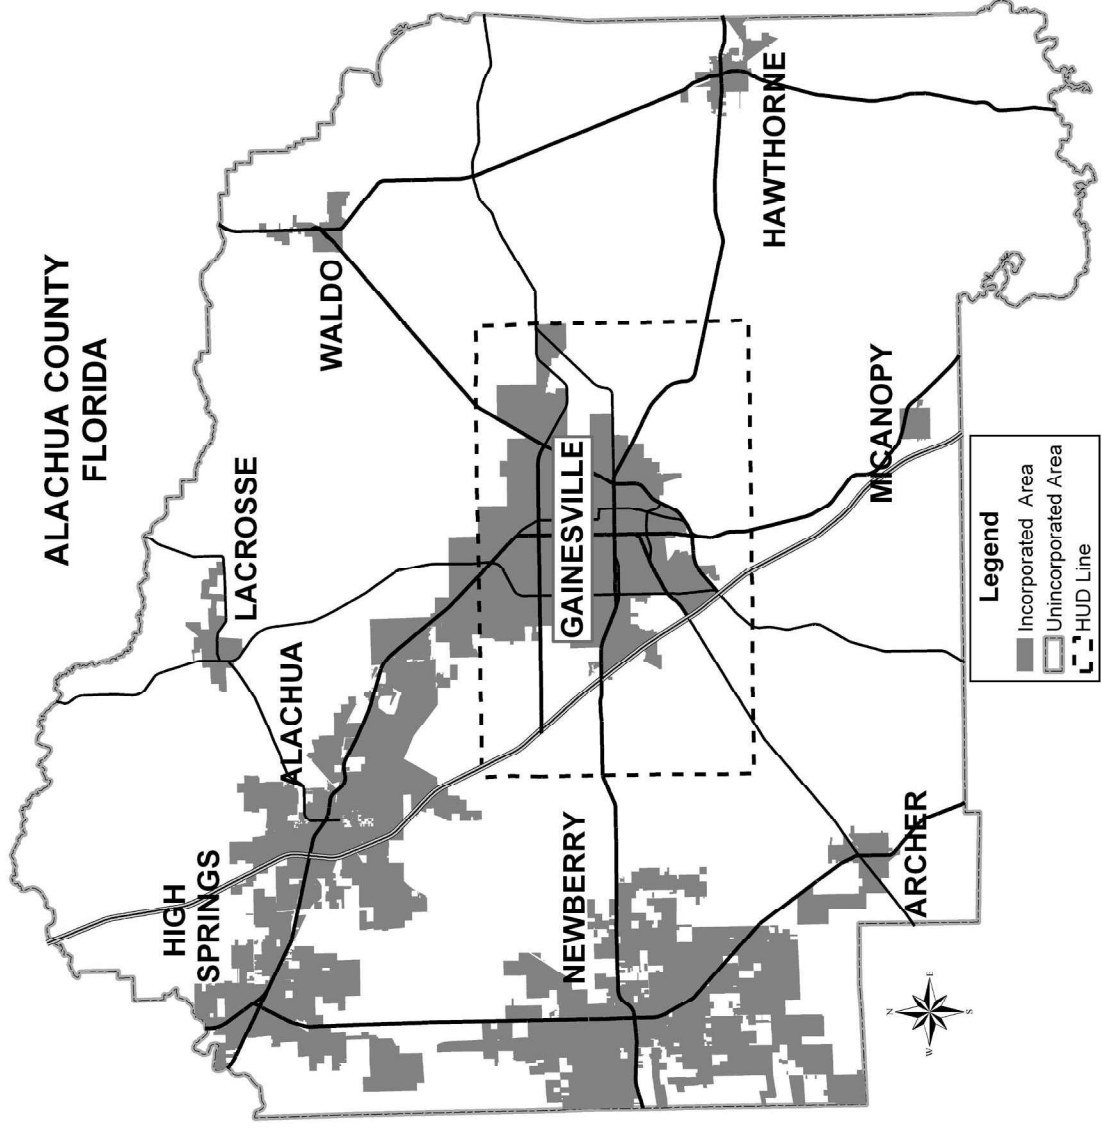 ALACHUA COUNTY
FLORIDA
LACROSSE
WALDO
ALACHUA
HIGH
SPRINGS
GAINESVILLE
HAWTHORNE
NEWBERRY
MICANOPY
ARCHER
N
W
E
S
Legend
Incorporated Area
Unincorporated Area
HUD Line